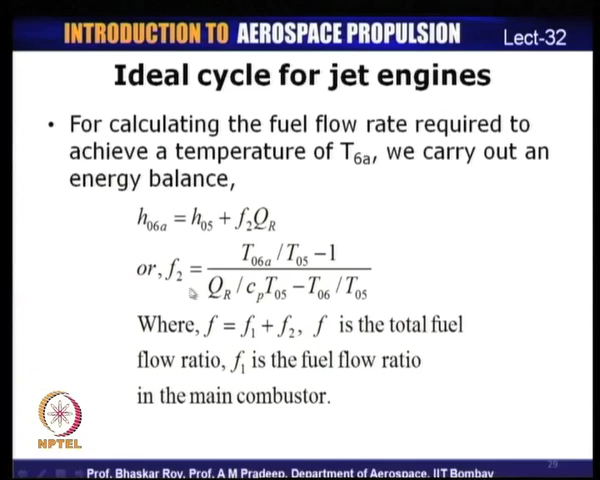 INTRODUCTION TO AEROSPACE PROPULSION Lect-32
Ideal cycle for jet engines
• For calculating the fuel flow rate required to
achieve a temperature of T6a, we carry out an
energy balance,
h06a = h05 + f2QR
or, f2 = (T06a / T05 − 1) / (QR / cpT05 − T06 / T05)
Where, f = f1 + f2, f is the total fuel
flow ratio, f1 is the fuel flow ratio
in the main combustor.
NPTEL
29
Prof. Bhaskar Roy, Prof. A M Pradeep, Department of Aerospace, IIT Bombay